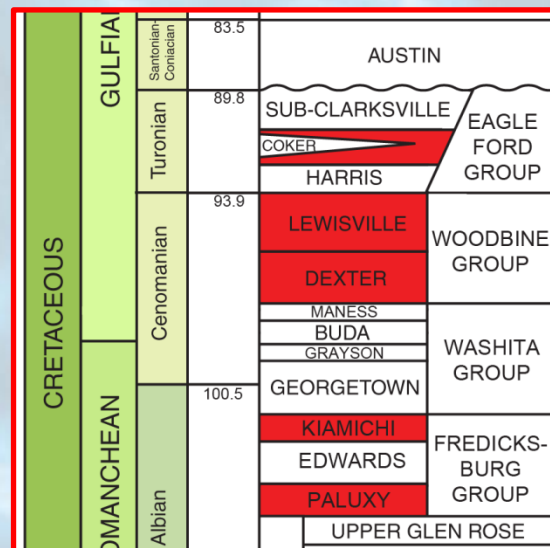 CRETACEOUS
GULFIAN
OMANCHEAN
Santonian-
Coniacian
Turonian
Cenomanian
Albian
83.5
89.8
93.9
100.5
AUSTIN
SUB-CLARKSVILLE
COKER
HARRIS
LEWISVILLE
DEXTER
MANESS
BUDA
GRAYSON
GEORGETOWN
KIAMICHI
EDWARDS
PALUXY
UPPER GLEN ROSE
EAGLE
FORD
GROUP
WOODBINE
GROUP
WASHITA
GROUP
FREDICKS-
BURG
GROUP